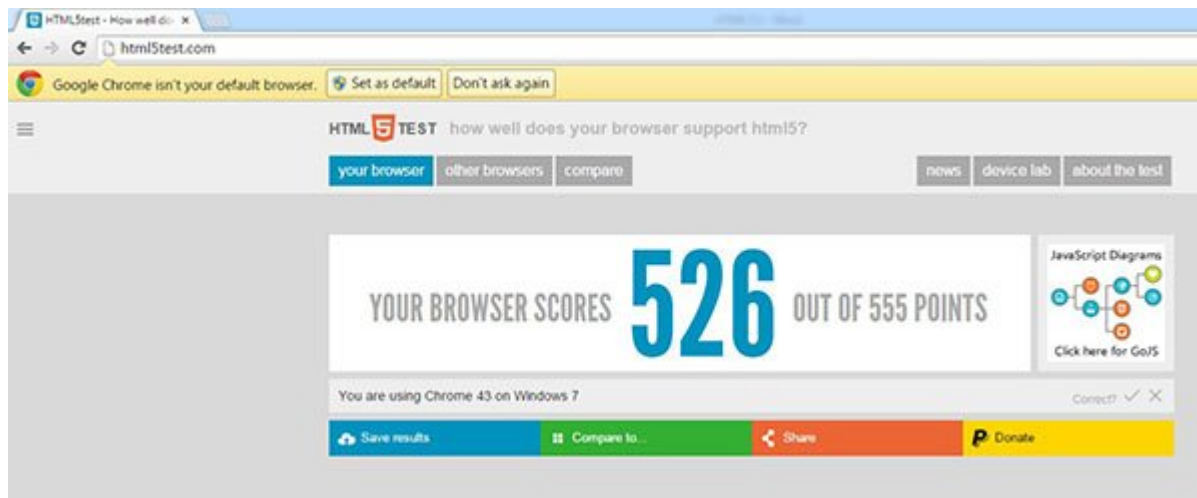 HTML5test - How well do
html5test.com
Google Chrome isn't your default browser. Set as default Don't ask again
HTML 5 TEST how well does your browser support html5?
your browser other browsers compare news device lab about the test
YOUR BROWSER SCORES 526 OUT OF 555 POINTS
JavaScript Diagrams
Click here for GoJS
You are using Chrome 43 on Windows 7 Correct?
Save results Compare to... Share Donate